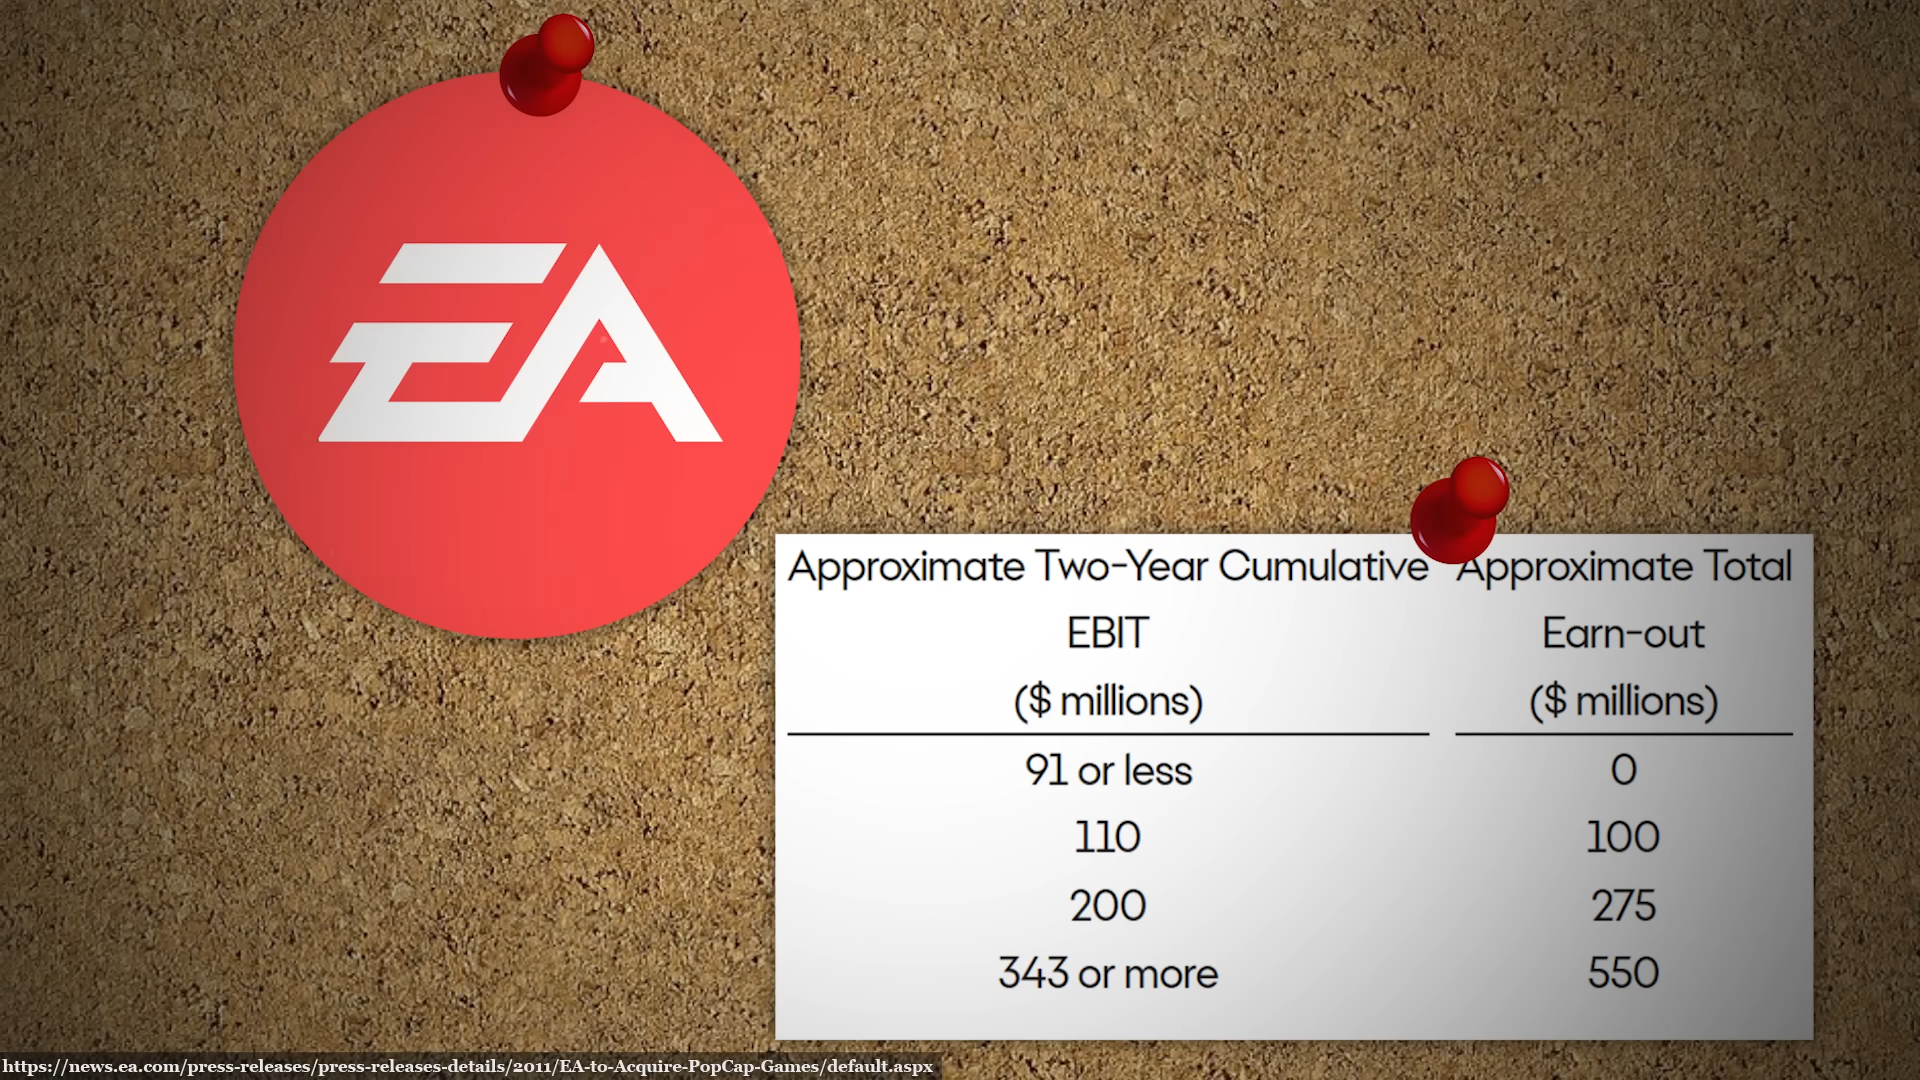 EA
Approximate Two-Year Cumulative Approximate Total
EBIT Earn-out
($ millions) ($ millions)
91 or less 0
110 100
200 275
343 or more 550
https://news.ea.com/press-releases/press-releases-details/2011/EA-to-Acquire-PopCap-Games/default.aspx